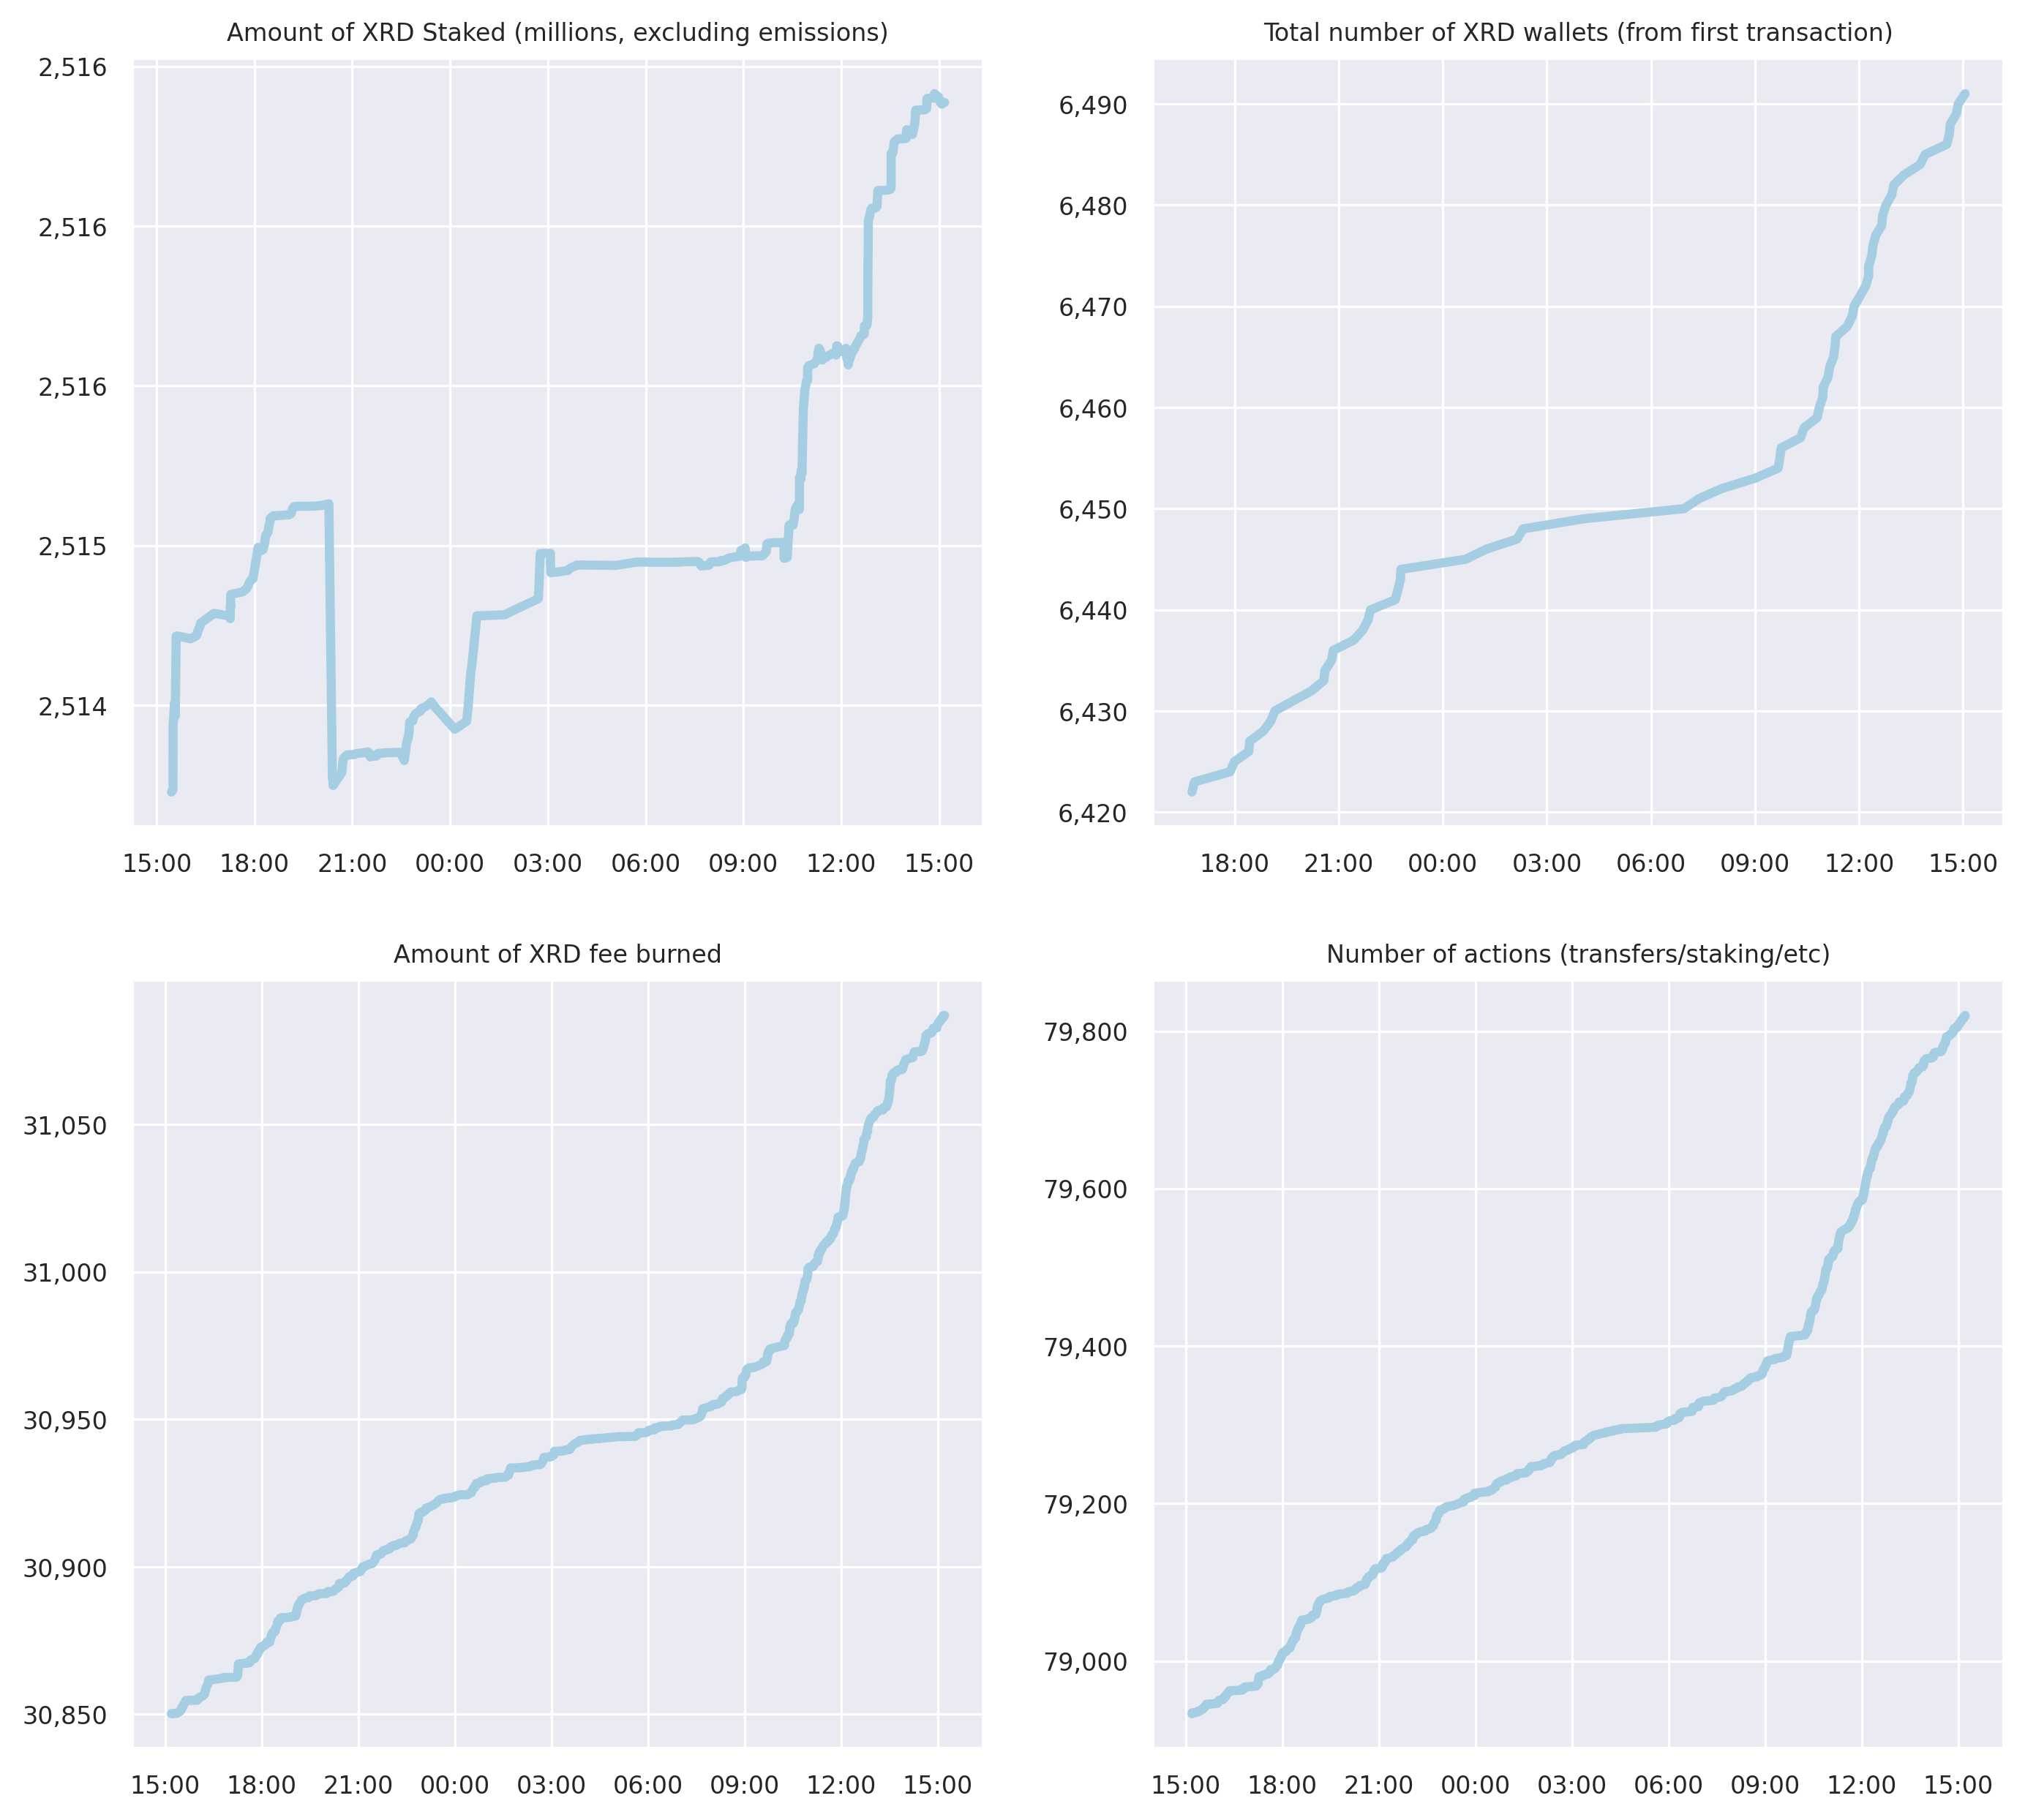 Amount of XRD Staked (millions, excluding emissions)
2,516
2,516
2,516
2,515
2,514
15:00 18:00 21:00 00:00 03:00 06:00 09:00 12:00 15:00
Total number of XRD wallets (from first transaction)
6,490
6,480
6,470
6,460
6,450
6,440
6,430
6,420
18:00 21:00 00:00 03:00 06:00 09:00 12:00 15:00
Amount of XRD fee burned
31,050
31,000
30,950
30,900
30,850
15:00 18:00 21:00 00:00 03:00 06:00 09:00 12:00 15:00
Number of actions (transfers/staking/etc)
79,800
79,600
79,400
79,200
79,000
15:00 18:00 21:00 00:00 03:00 06:00 09:00 12:00 15:00